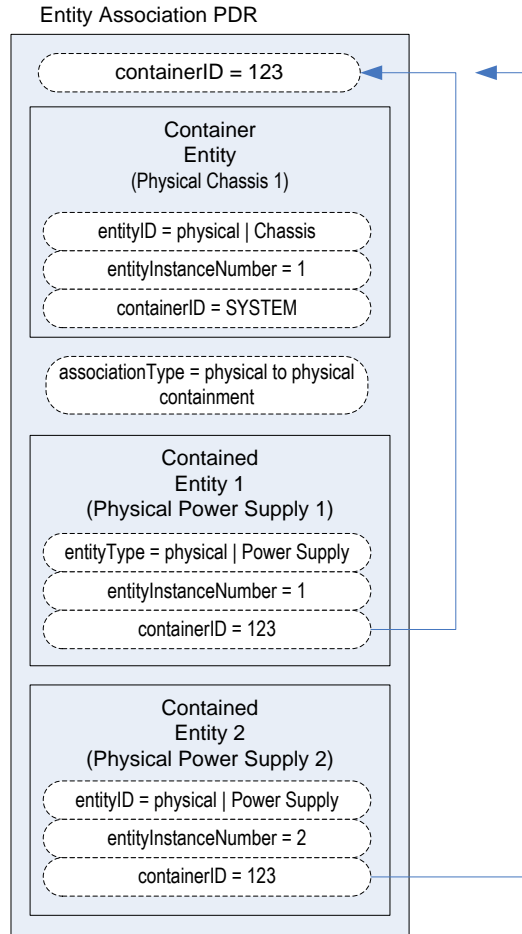 Entity Association PDR
containerID = 123
Container
Entity
(Physical Chassis 1)
entityID = physical | Chassis
entityInstanceNumber = 1
containerID = SYSTEM
associationType = physical to physical
containment
Contained
Entity 1
(Physical Power Supply 1)
entityType = physical | Power Supply
entityInstanceNumber = 1
containerID = 123
Contained
Entity 2
(Physical Power Supply 2)
entityID = physical | Power Supply
entityInstanceNumber = 2
containerID = 123